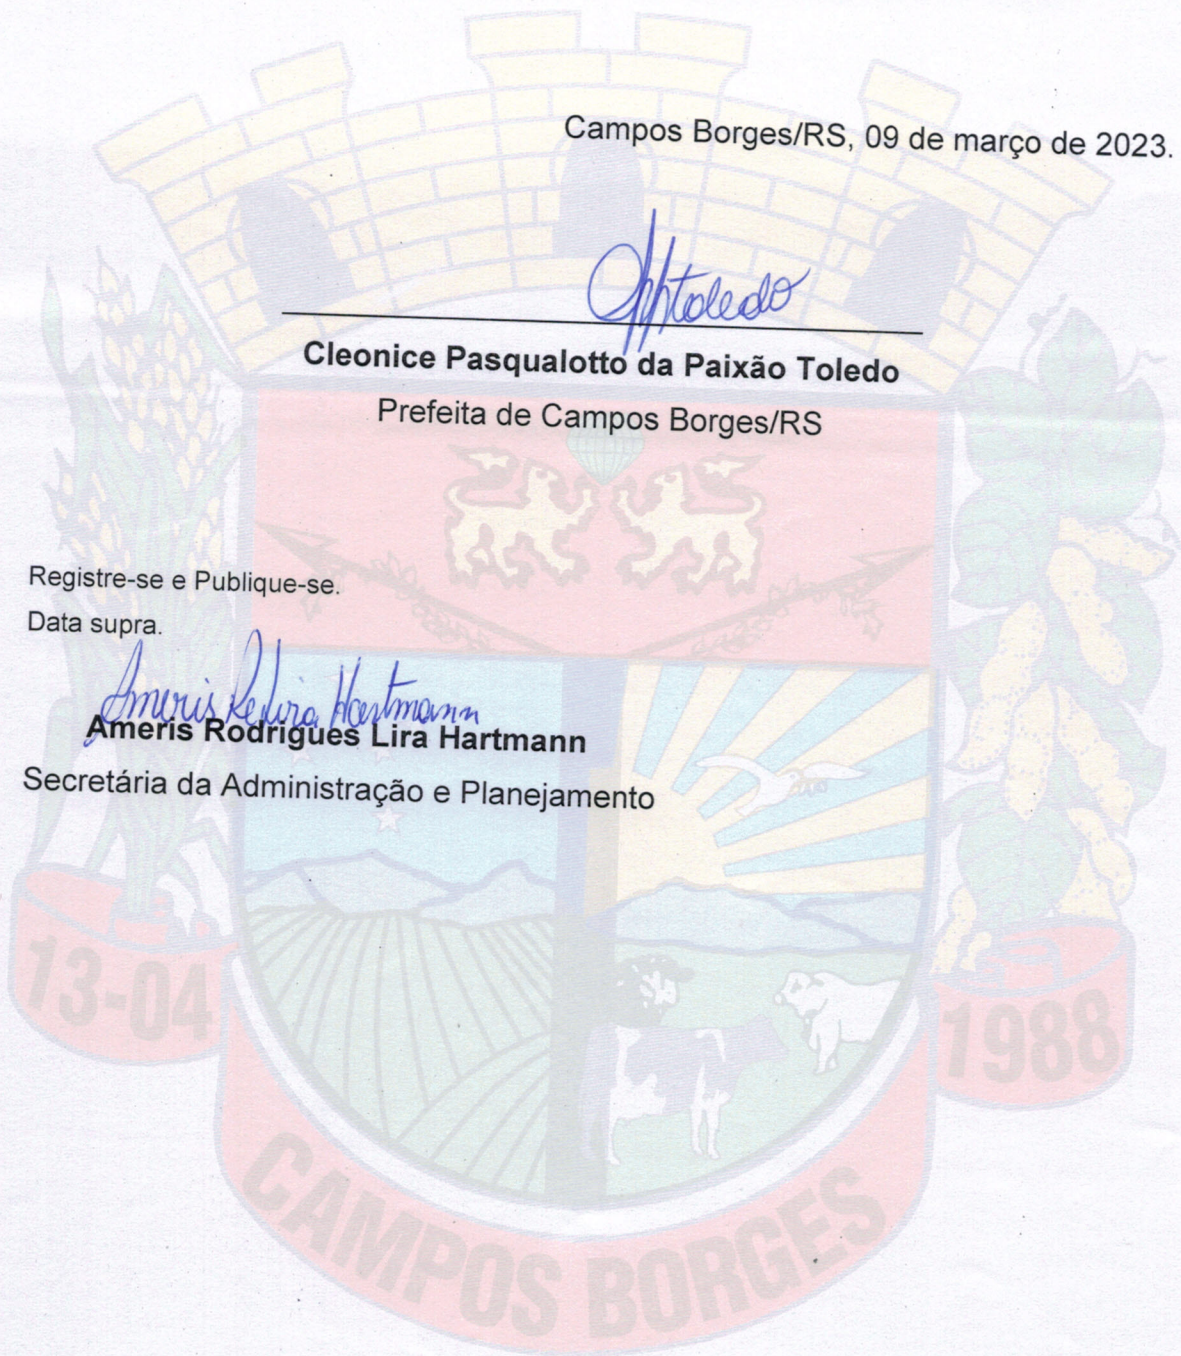 Campos Borges/RS, 09 de março de 2023.
Cleonice Pasqualotto da Paixão Toledo
Prefeita de Campos Borges/RS
Registre-se e Publique-se.
Data supra.
Ameris Rodrigues Lira Hartmann
Secretária da Administração e Planejamento
13-04
1988
CAMPOS BORGES